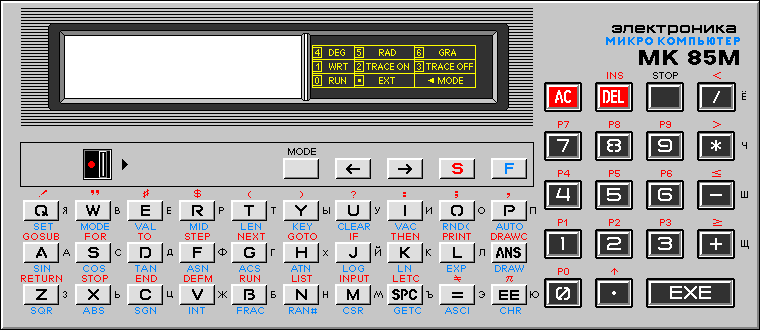 электроника
МИКРО КОМПЬЮТЕР
МК 85М
4 DEG 5 RAD 6 GRA
1 WRT 2 TRACE ON 3 TRACE OFF
0 RUN • EXT ◄ MODE
INS STOP <
AC DEL / Ё
P7 P8 P9 >
7 8 9 * Ч
P4 P5 P6 ≤
4 5 6 − Ш
P1 P2 P3 ≥
1 2 3 + Щ
P0 ↑
0 . EXE
MODE
← → S F
" # $ ( ) ? : ; ,
Q Я W В E Е R Р T Т Y Ы U У I И O О P П
SET MODE VAL MID LEN KEY CLEAR VAC RND( AUTO
GOSUB FOR TO STEP NEXT GOTO IF THEN PRINT DRAWC
A А S С D Д F Ф G Г H Х J Й K К L Л ANS
SIN COS TAN ASN ACS ATN LOG LN EXP DRAW
RETURN STOP END DEFM RUN LIST INPUT LETC ≠ π
Z З X Ь C Ц V Ж B Б N Н M М SPC Ъ = Э EE Ю
SQR ABS SGN INT FRAC RAN# CSR GETC ASCI CHR